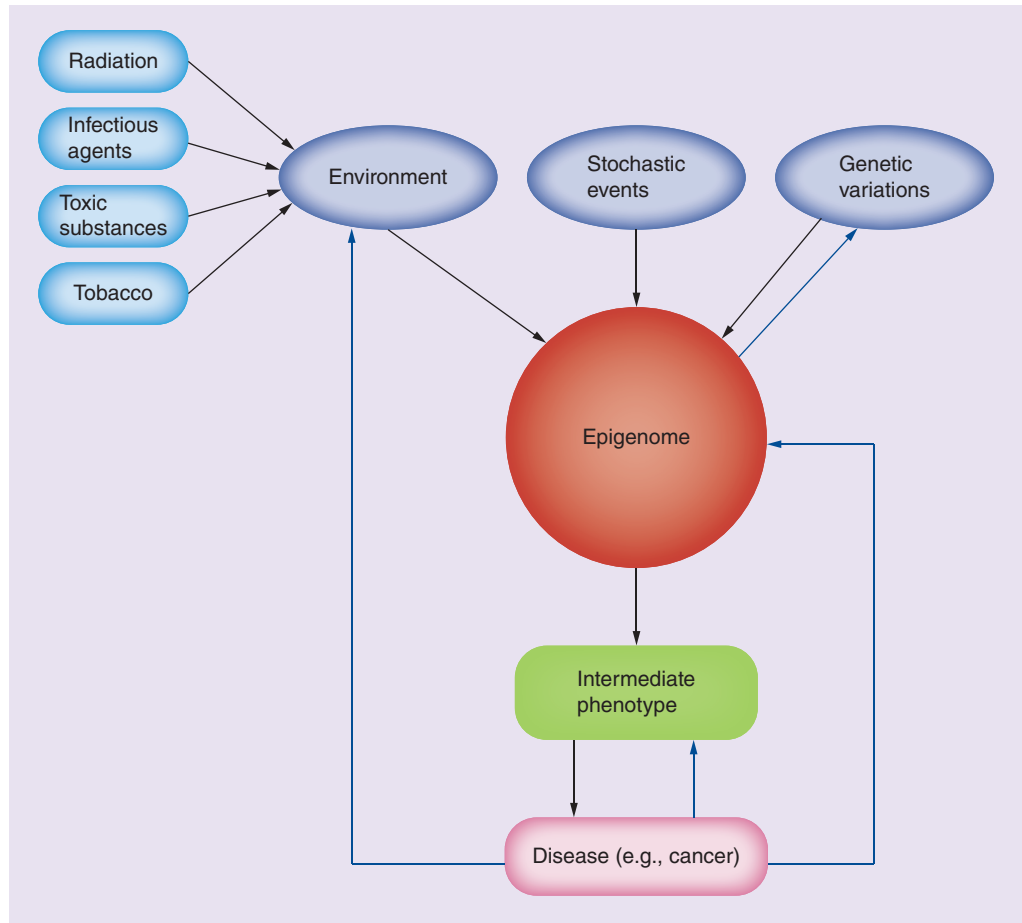 Radiation
Infectious
agents
Toxic
substances
Tobacco
Environment
Stochastic
events
Genetic
variations
Epigenome
Intermediate
phenotype
Disease (e.g., cancer)